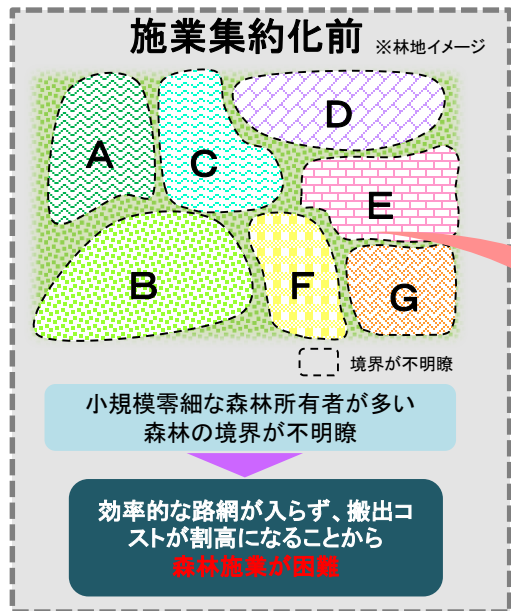 施業集約化前 ※林地イメージ
A
C
D
E
B
F
G
境界が不明瞭
小規模零細な森林所有者が多い
森林の境界が不明瞭
効率的な路網が入らず、搬出コ
ストが割高になることから
森林施業が困難